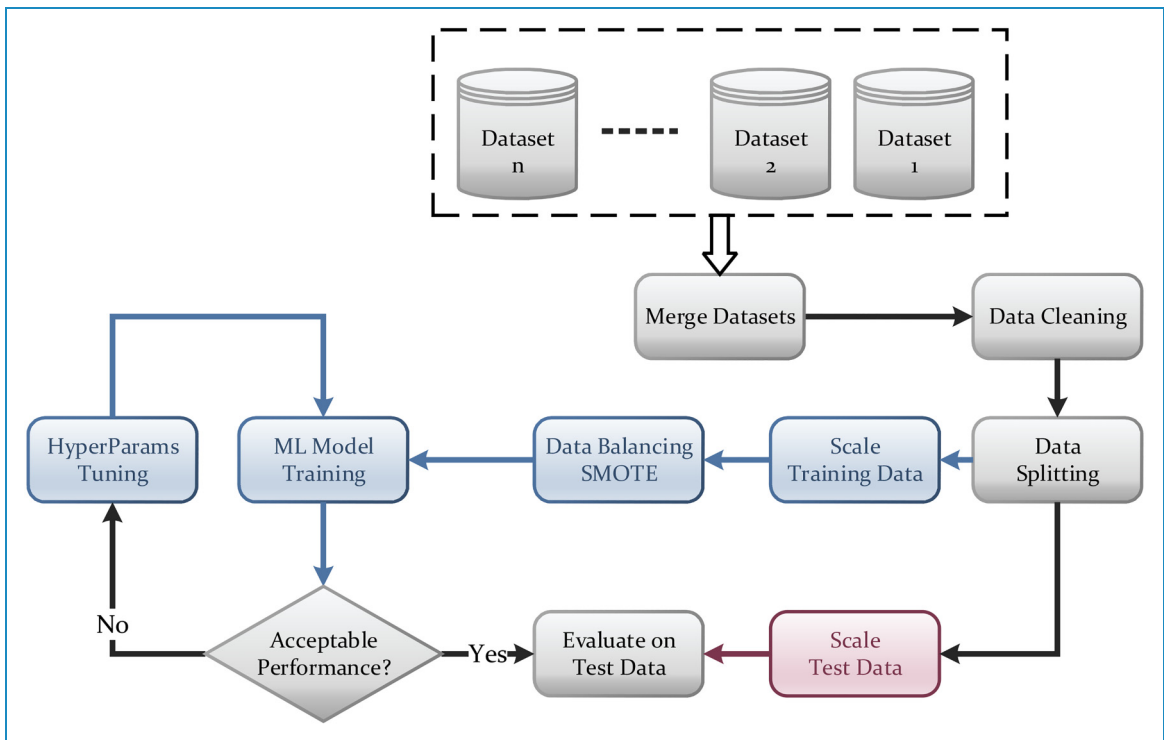 Dataset
n
Dataset
2
Dataset
1
Merge Datasets
Data Cleaning
HyperParams
Tuning
ML Model
Training
Data Balancing
SMOTE
Scale
Training Data
Data
Splitting
No
Acceptable
Performance?
Yes
Evaluate on
Test Data
Scale
Test Data